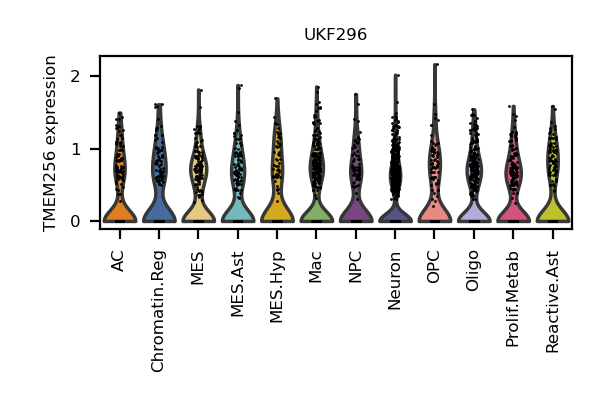 UKF296
TMEM256 expression
2
1
0
AC
Chromatin.Reg
MES
MES.Ast
MES.Hyp
Mac
NPC
Neuron
OPC
Oligo
Prolif.Metab
Reactive.Ast